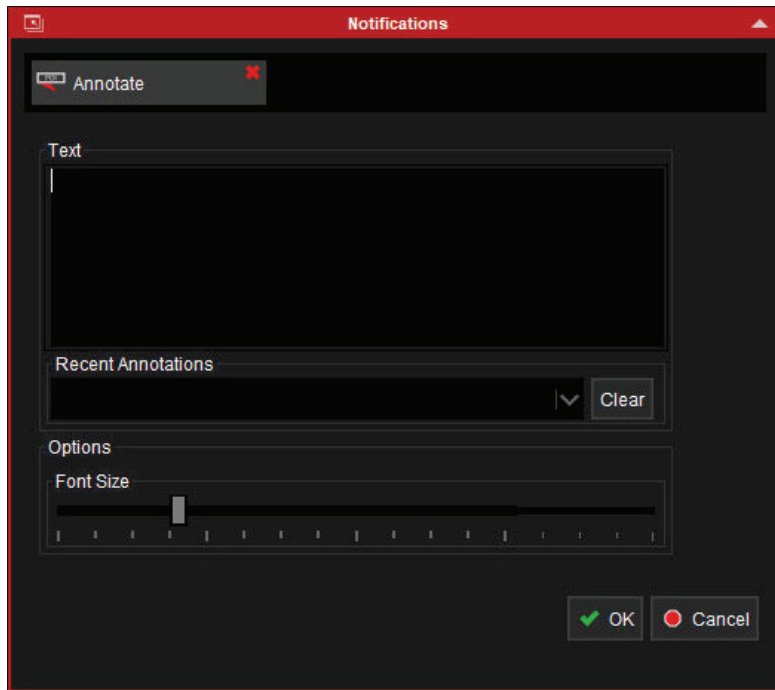 Notifications
Annotate
Text
Recent Annotations
Clear
Options
Font Size
OK
Cancel